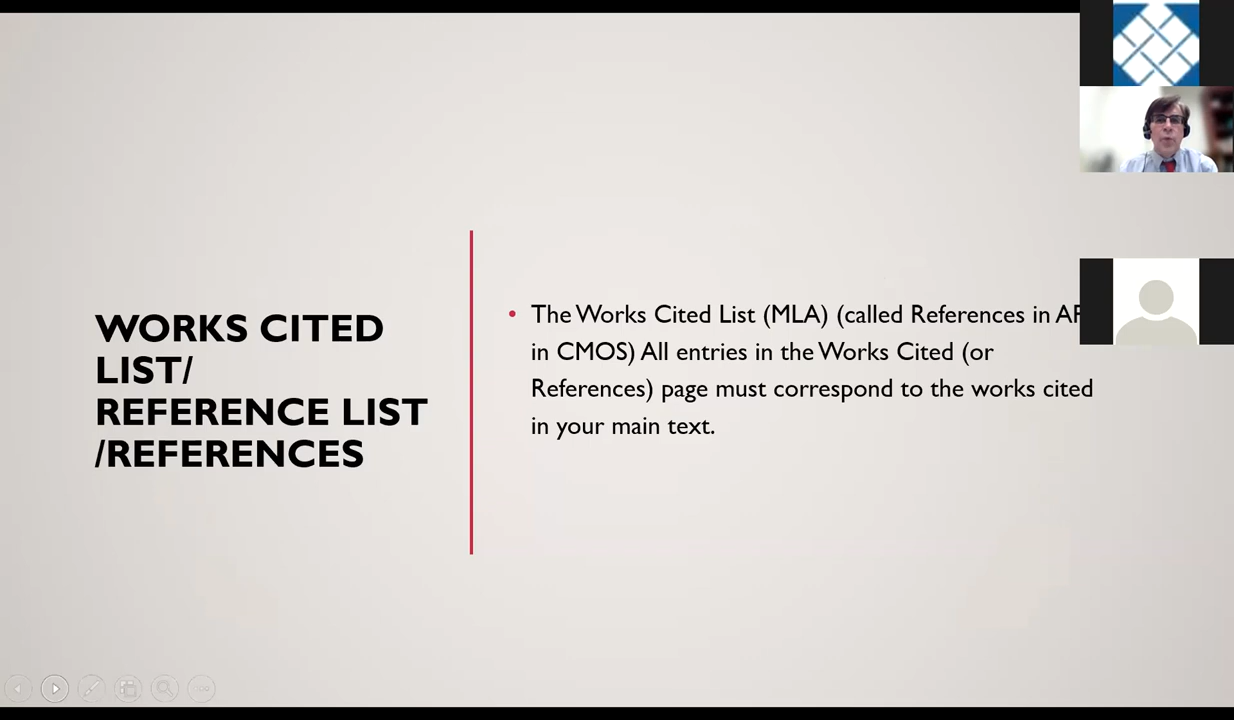 WORKS CITED
LIST/
REFERENCE LIST
/REFERENCES
• The Works Cited List (MLA) (called References in
in CMOS) All entries in the Works Cited (or
References) page must correspond to the works cited
in your main text.